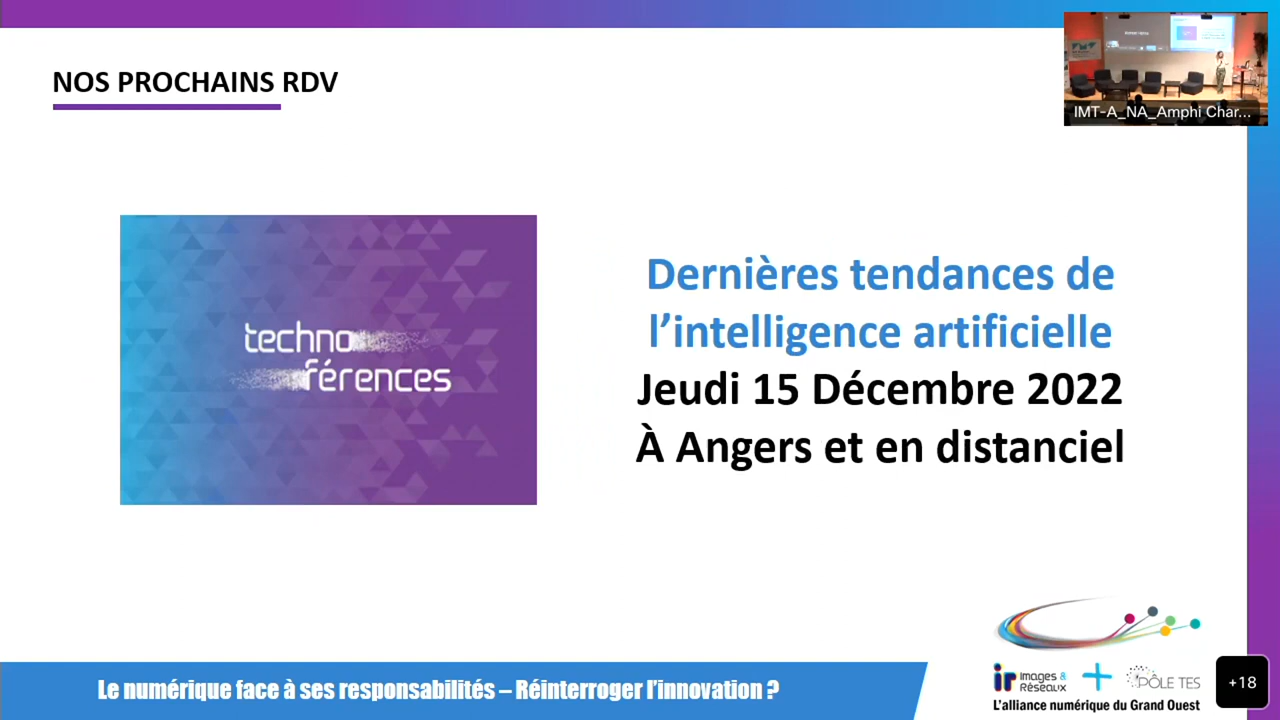 NOS PROCHAINS RDV
IMT-A_NA_Amphi Char...
techno
férences
Dernières tendances de
l’intelligence artificielle
Jeudi 15 Décembre 2022
À Angers et en distanciel
Le numérique face à ses responsabilités – Réinterroger l’innovation ?
ir images &
Réseaux
+
PÔLE TES
L’alliance numérique du Grand Ouest
+18